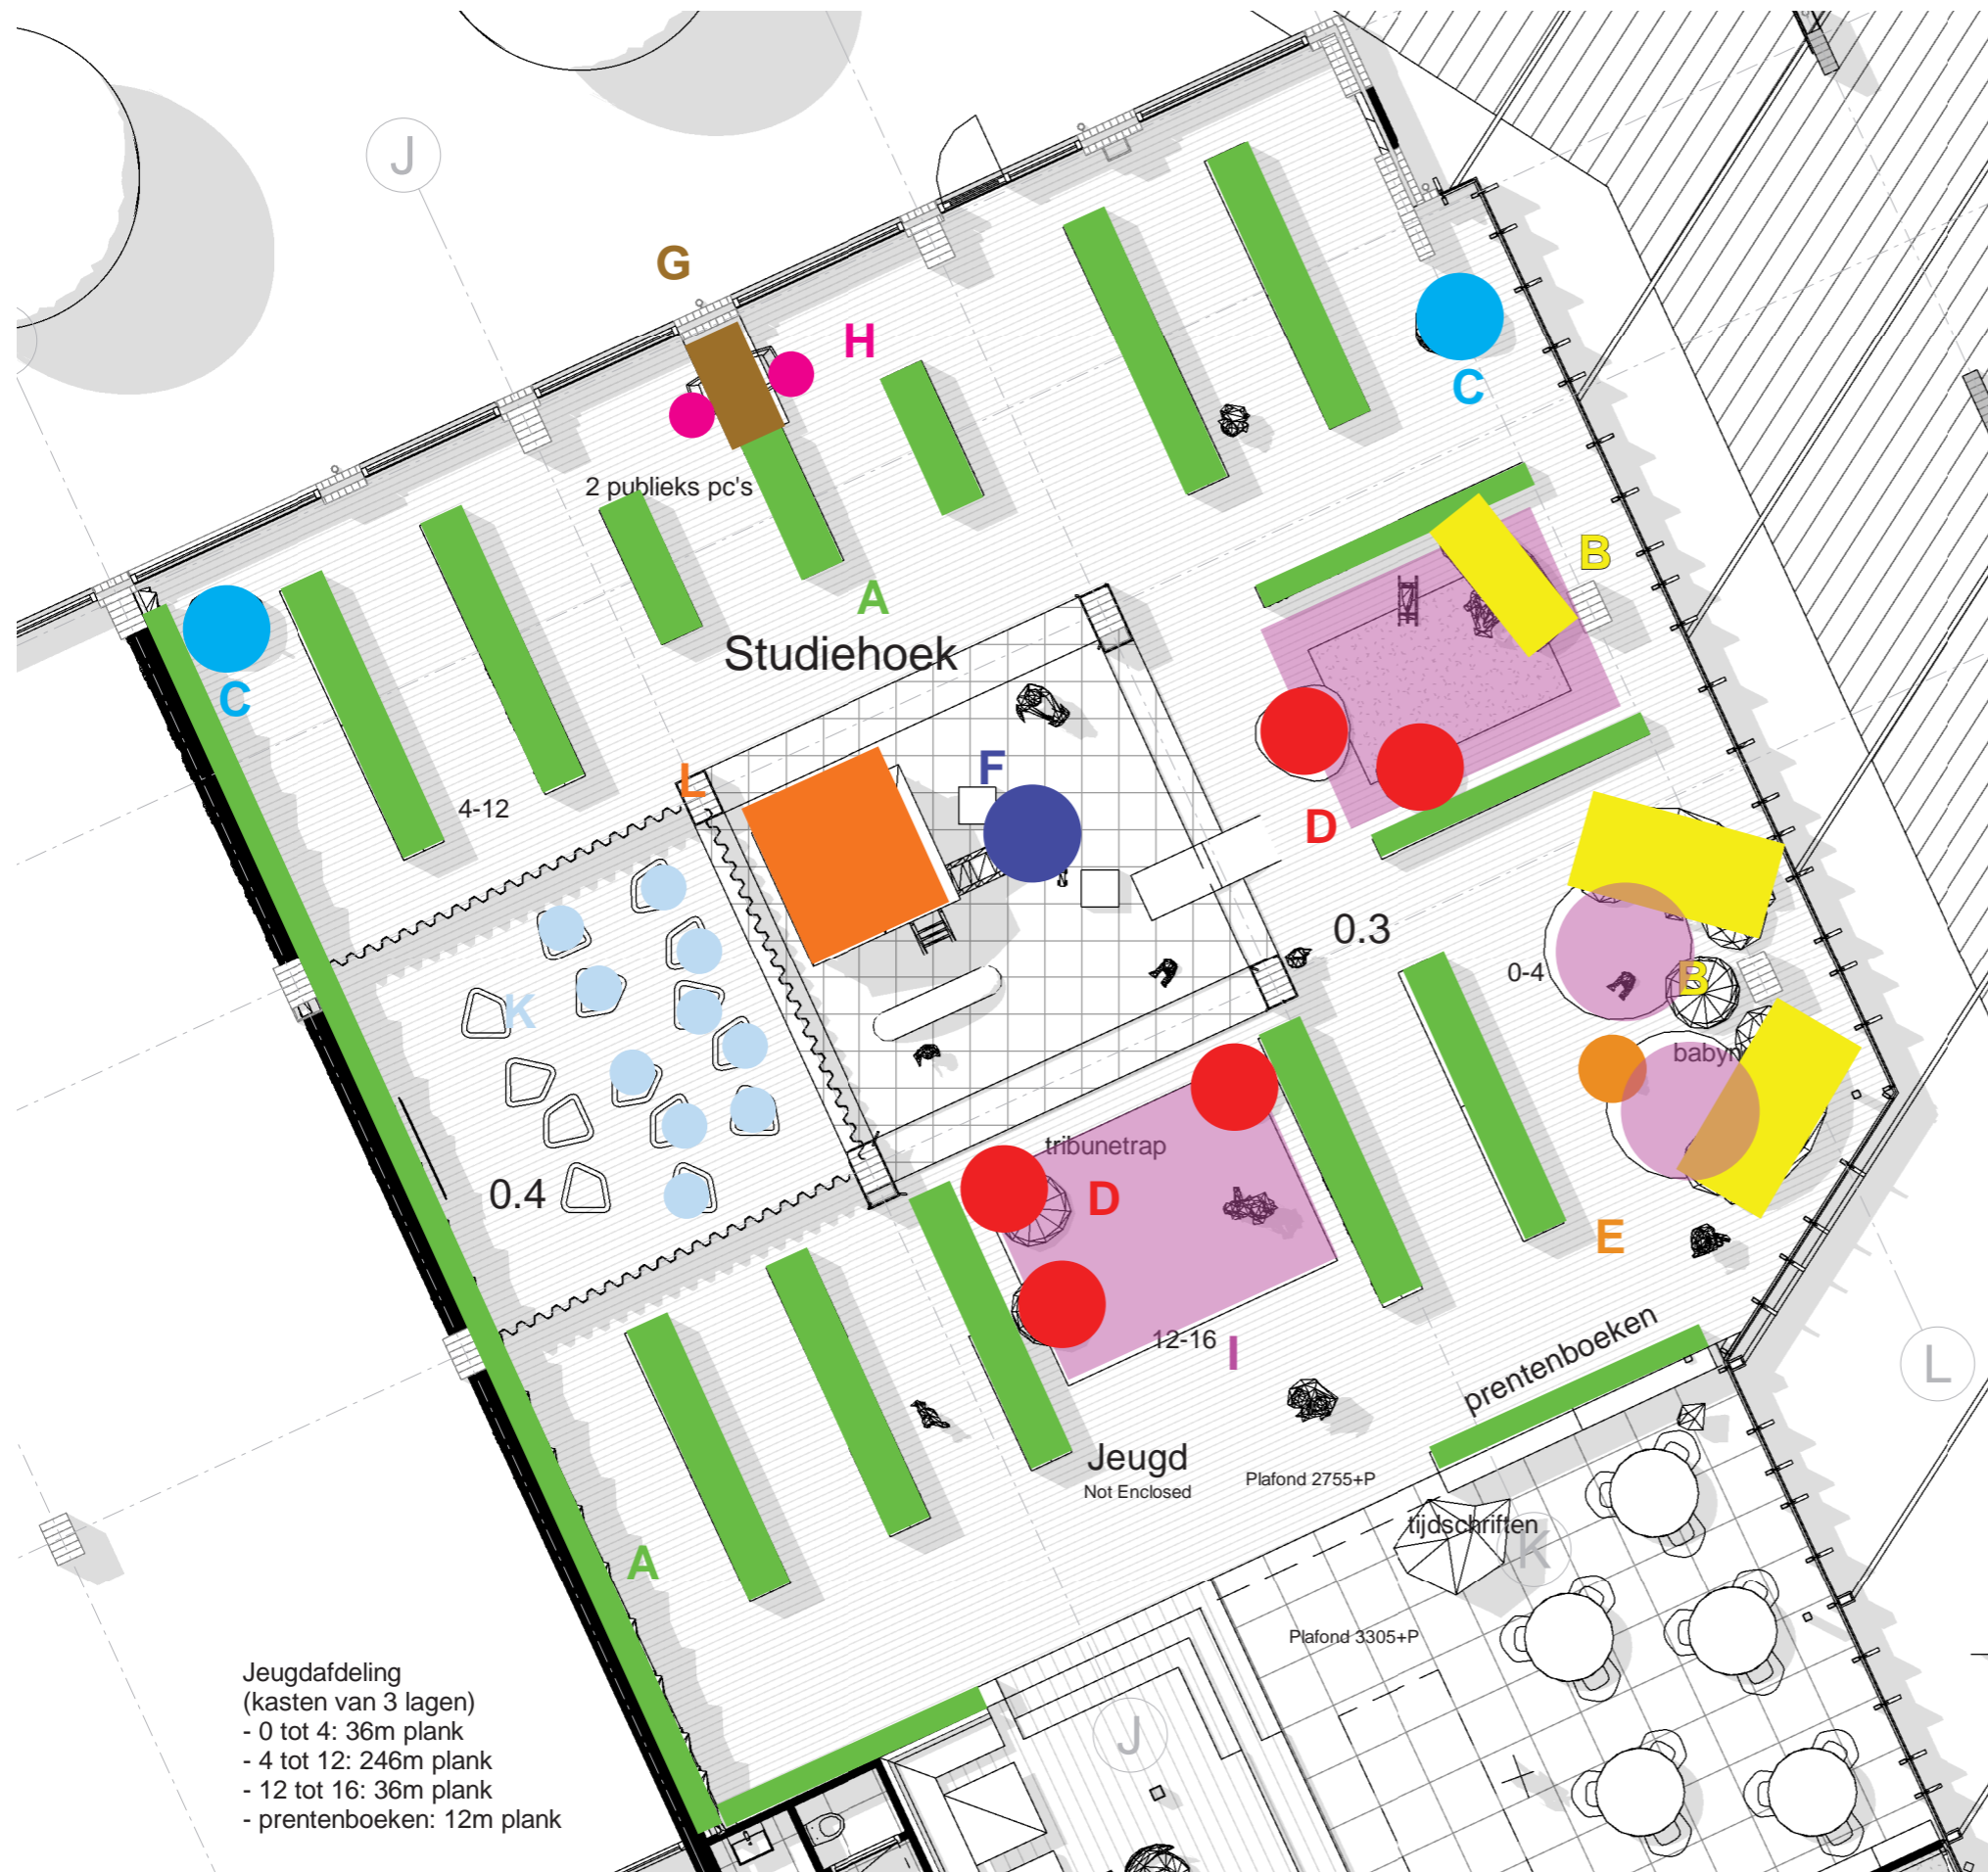 J
G
H
C
2 publieks pc's
B
A
Studiehoek
C
F
L
4-12
D
0.3
0-4
B
K
babyn
tribunetrap
0.4
D
E
12-16
I
prentenboeken
L
Jeugd
Not Enclosed
Plafond 2755+P
tijdschriften
K
A
Plafond 3305+P
Jeugdafdeling
(kasten van 3 lagen)
- 0 tot 4: 36m plank
- 4 tot 12: 246m plank
- 12 tot 16: 36m plank
- prentenboeken: 12m plank
J